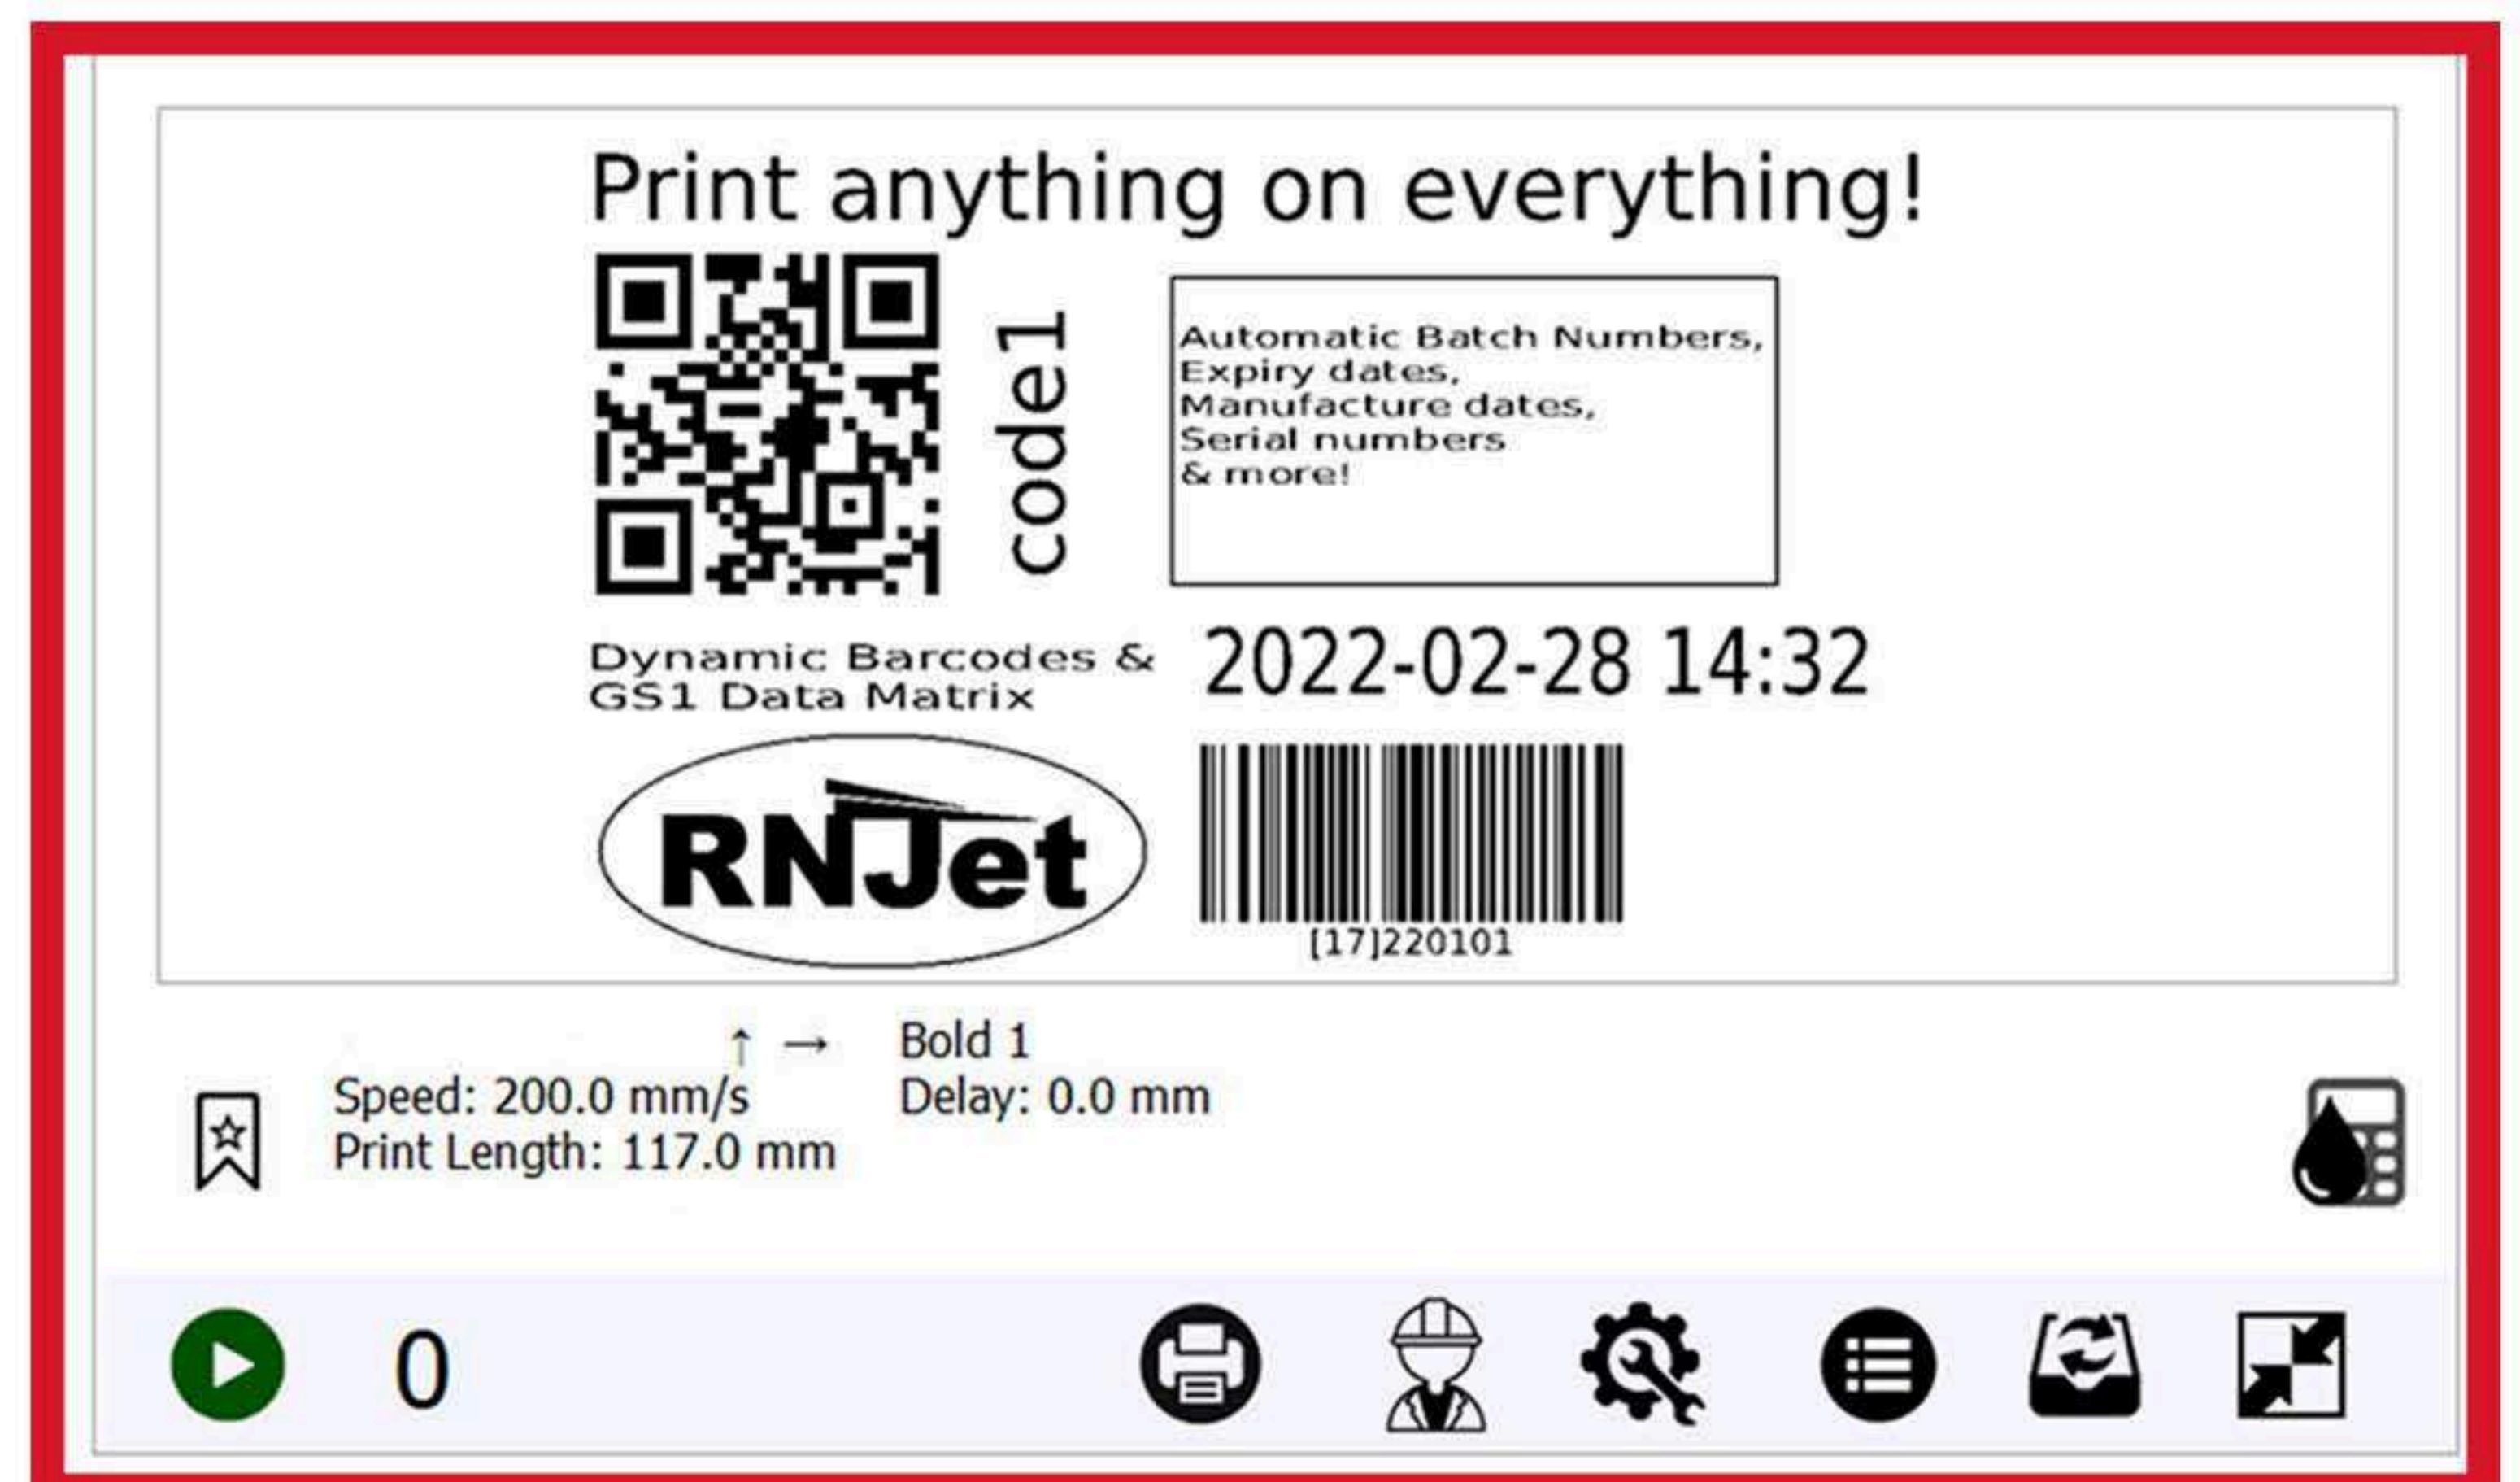 Print anything on everything!
code1
Automatic Batch Numbers,
Expiry dates,
Manufacture dates,
Serial numbers
& more!
Dynamic Barcodes &
GS1 Data Matrix
2022-02-28 14:32
RNJet
[17]220101
↑ → Bold 1
Speed: 200.0 mm/s Delay: 0.0 mm
Print Length: 117.0 mm
0